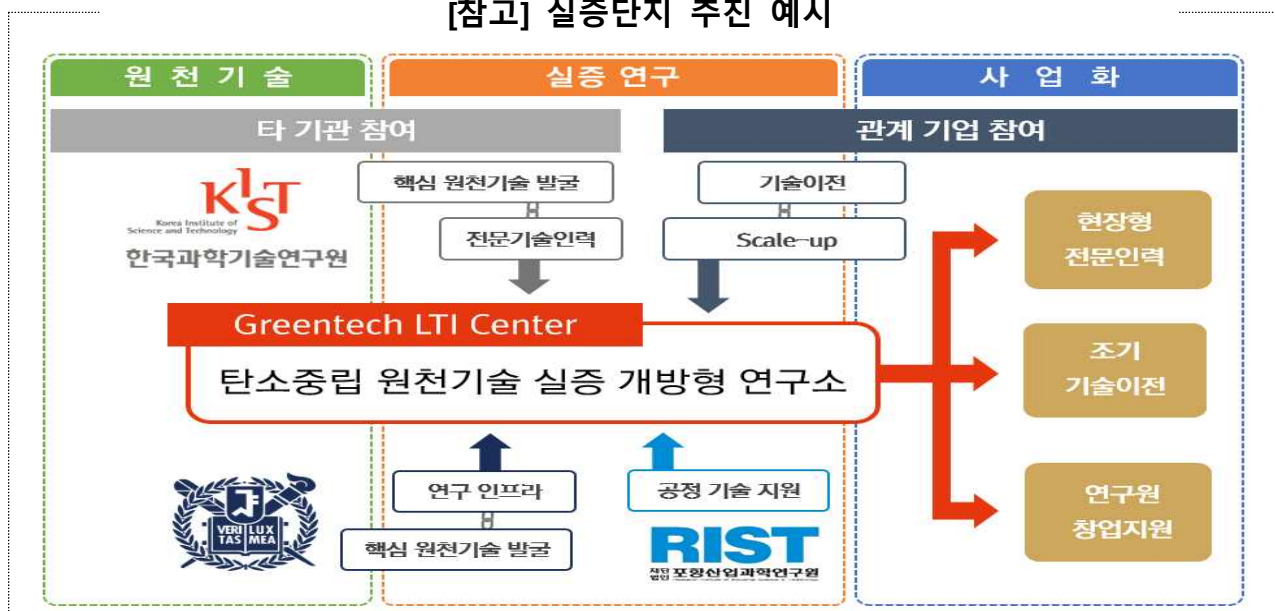 [참고] 실증단지 추진 예시
원 천 기 술
실증 연구
사 업 화
타 기관 참여
관계 기업 참여
KIST
Korea Institute of
Science and Technology
한국과학기술연구원
핵심 원천기술 발굴
전문기술인력
기술이전
Scale-up
현장형
전문인력
Greentech LTI Center
탄소중립 원천기술 실증 개방형 연구소
조기
기술이전
VERI LUX
TAS MEA
연구 인프라
핵심 원천기술 발굴
공정 기술 지원
RIST
재단
법인 포항산업과학연구원
연구원
창업지원